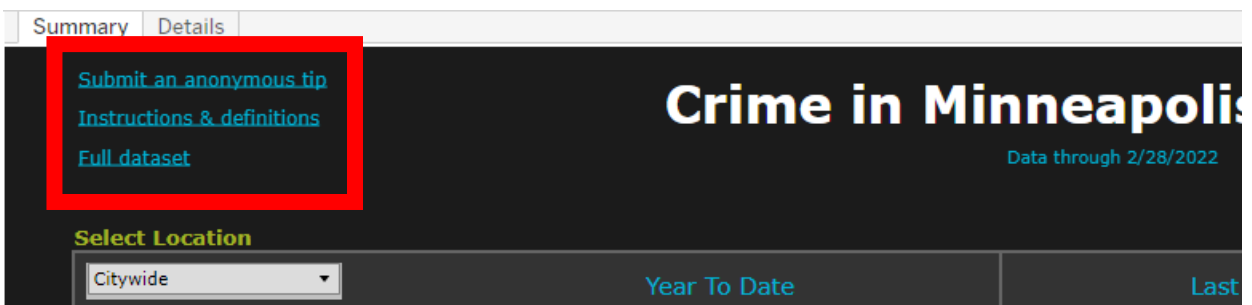 Summary Details
Submit an anonymous tip
Instructions & definitions
Full dataset
Crime in Minneapolis
Data through 2/28/2022
Select Location
Citywide
Year To Date
Last